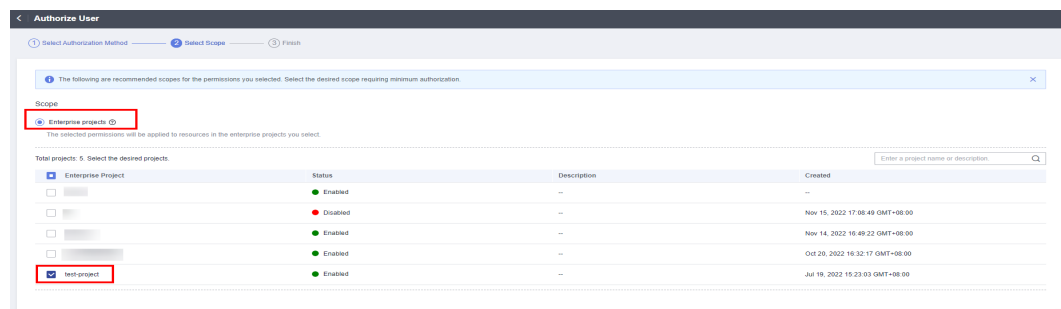 Authorize User
1 Select Authorization Method 2 Select Scope 3 Finish
The following are recommended scopes for the permissions you selected. Select the desired scope requiring minimum authorization.
Scope
Enterprise projects
The selected permissions will be applied to resources in the enterprise projects you select.
Total projects: 5. Select the desired projects. Enter a project name or description.
Enterprise Project Status Description Created
Enabled -- --
Disabled -- Nov 15, 2022 17:08:49 GMT+08:00
Enabled -- Nov 14, 2022 16:49:22 GMT+08:00
Enabled -- Oct 20, 2022 16:32:17 GMT+08:00
test-project Enabled -- Jul 19, 2022 15:23:03 GMT+08:00